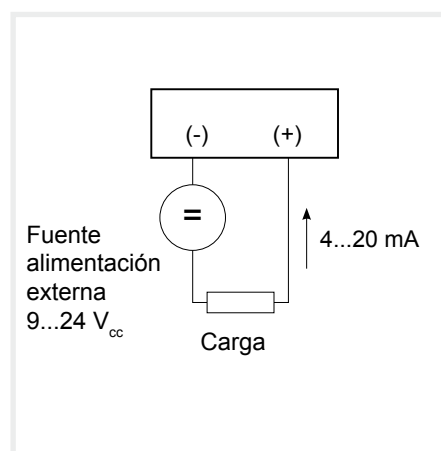 (-) (+)
=
Fuente
alimentación
externa
9...24 Vcc
4...20 mA
Carga